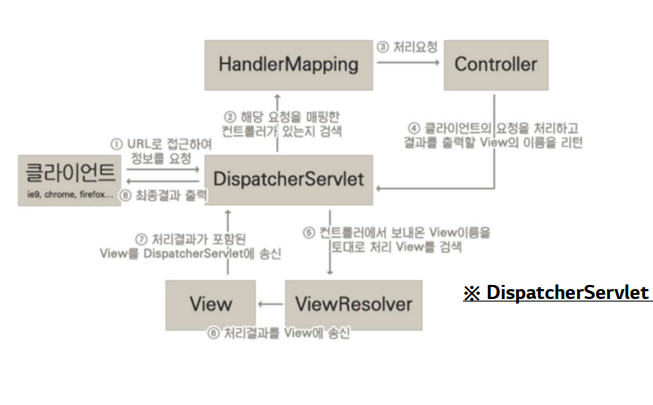 ③ 처리요청
HandlerMapping
Controller
② 해당 요청을 매핑한
컨트롤러가 있는지 검색
④ 클라이언트의 요청을 처리하고
결과를 출력할 View의 이름을 리턴
① URL로 접근하여
정보를 요청
클라이언트
ie9, chrome, firefox...
DispatcherServlet
⑧ 최종결과 출력
⑦ 처리결과가 포함된
View를 DispatcherServlet에 송신
⑤ 컨트롤러에서 보내온 View이름을
토대로 처리 View를 검색
View
ViewResolver
※ DispatcherServlet
⑥ 처리결과를 View에 송신